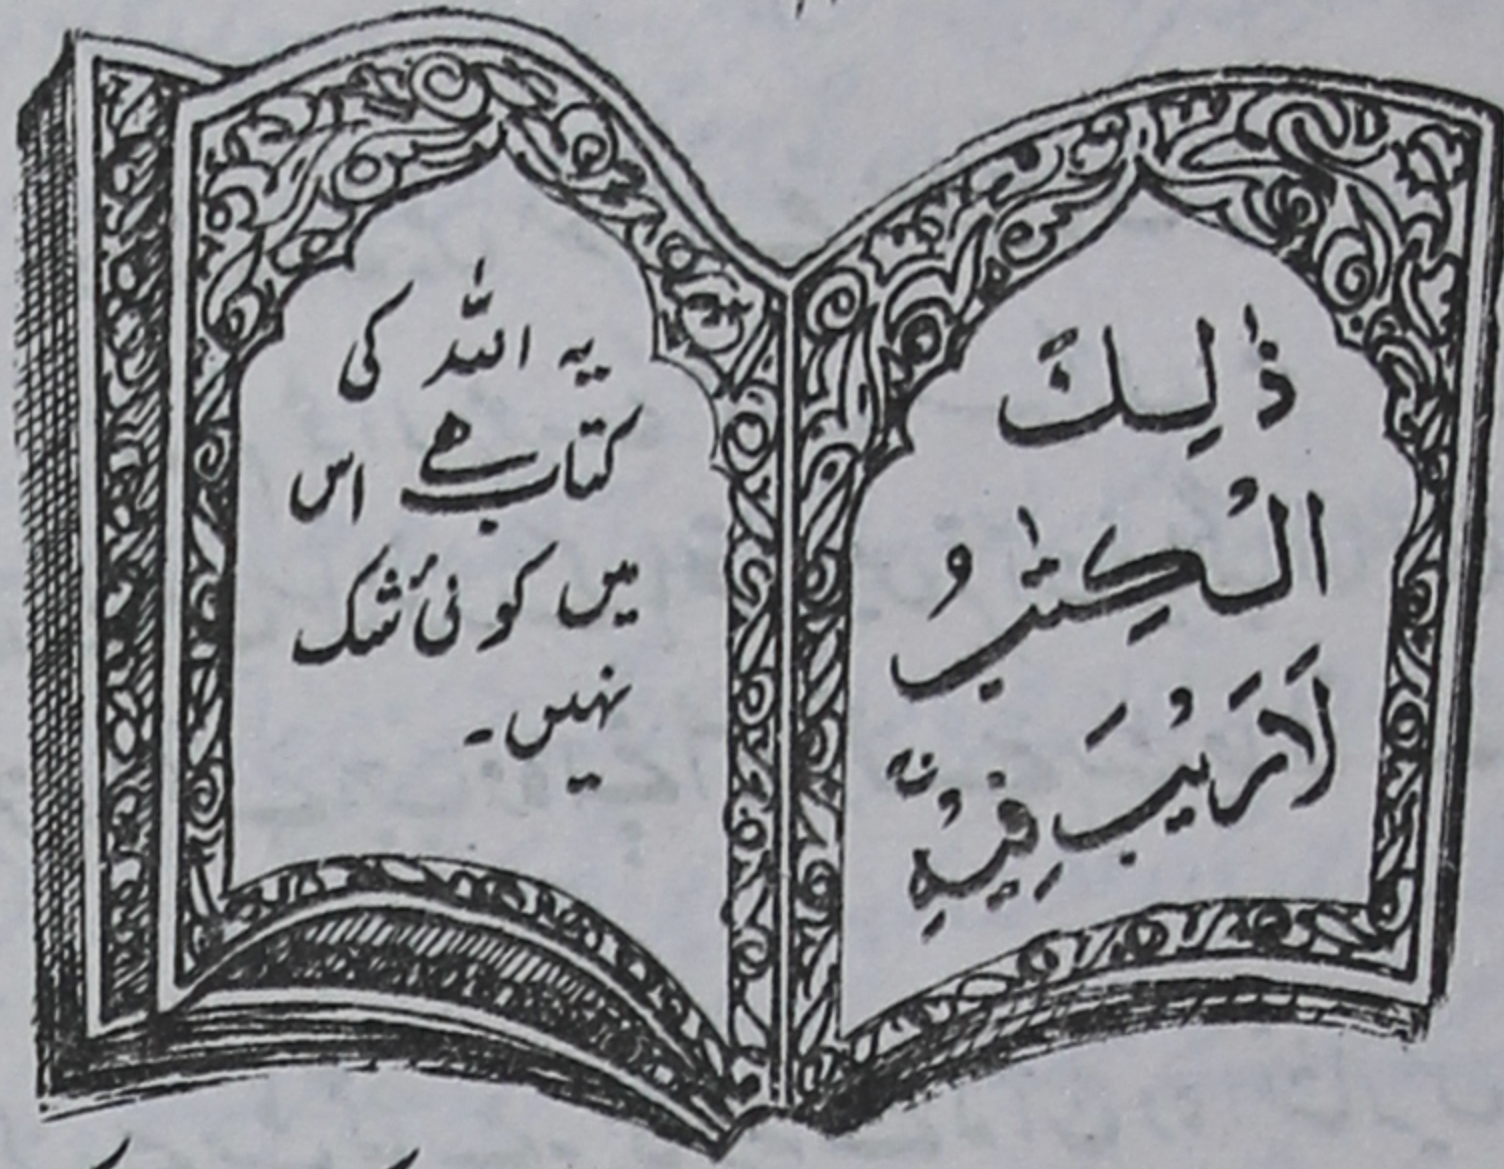 ذٰلِكَ
الْكِتٰبُ
لَا رَيْبَ فِيْهِ
یہ اللہ کی
کتاب ہے اس
میں کوئی شک
نہیں۔